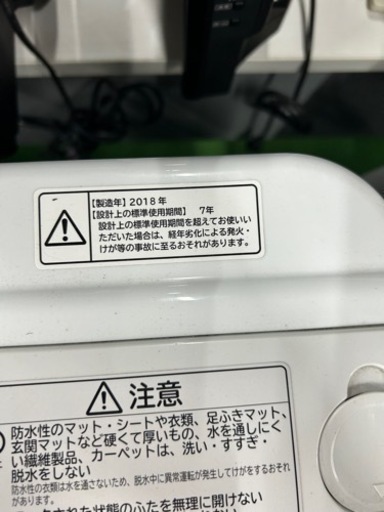 【製造年】2018年
【設計上の標準使用期間】 7年
設計上の標準使用期間を超えてお使いい
ただいた場合は、経年劣化による発火・
けが等の事故に至るおそれがあります。
注意
防水性のマット・シートや衣類、足ふきマット、
玄関マットなど硬くて厚いもの、水を通しにく
い繊維製品、カーペットは、洗い・すすぎ・
脱水をしない
防水性の衣類は水を通さないため、脱水中に異常運転が発生してけがをするおそれ
があります。
された状態のふたを無理に開けない